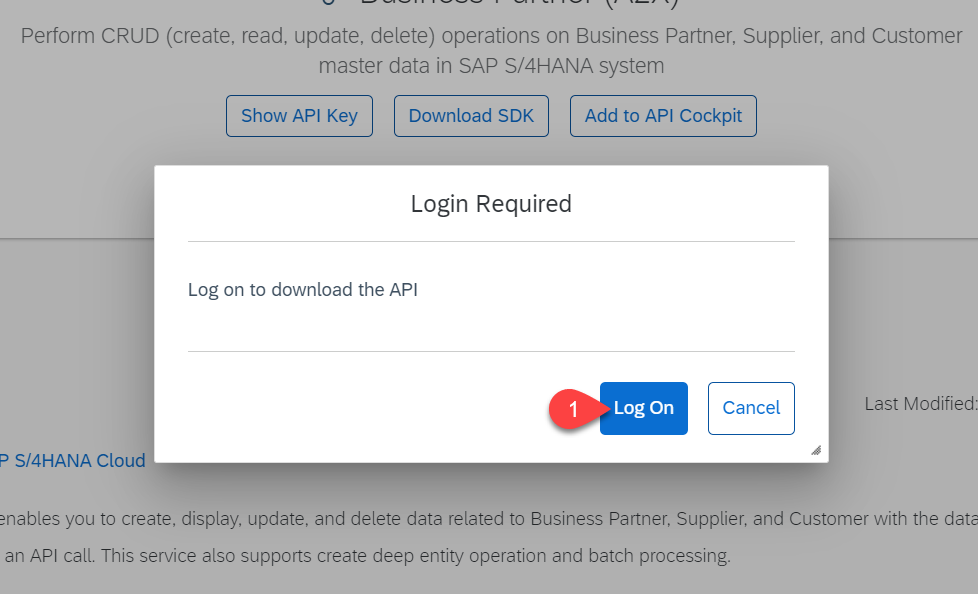 Business Partner (A2X)
Perform CRUD (create, read, update, delete) operations on Business Partner, Supplier, and Customer
master data in SAP S/4HANA system
Show API Key
Download SDK
Add to API Cockpit
Login Required
Log on to download the API
1
Log On
Cancel
Last Modified:
P S/4HANA Cloud
enables you to create, display, update, and delete data related to Business Partner, Supplier, and Customer with the data
an API call. This service also supports create deep entity operation and batch processing.